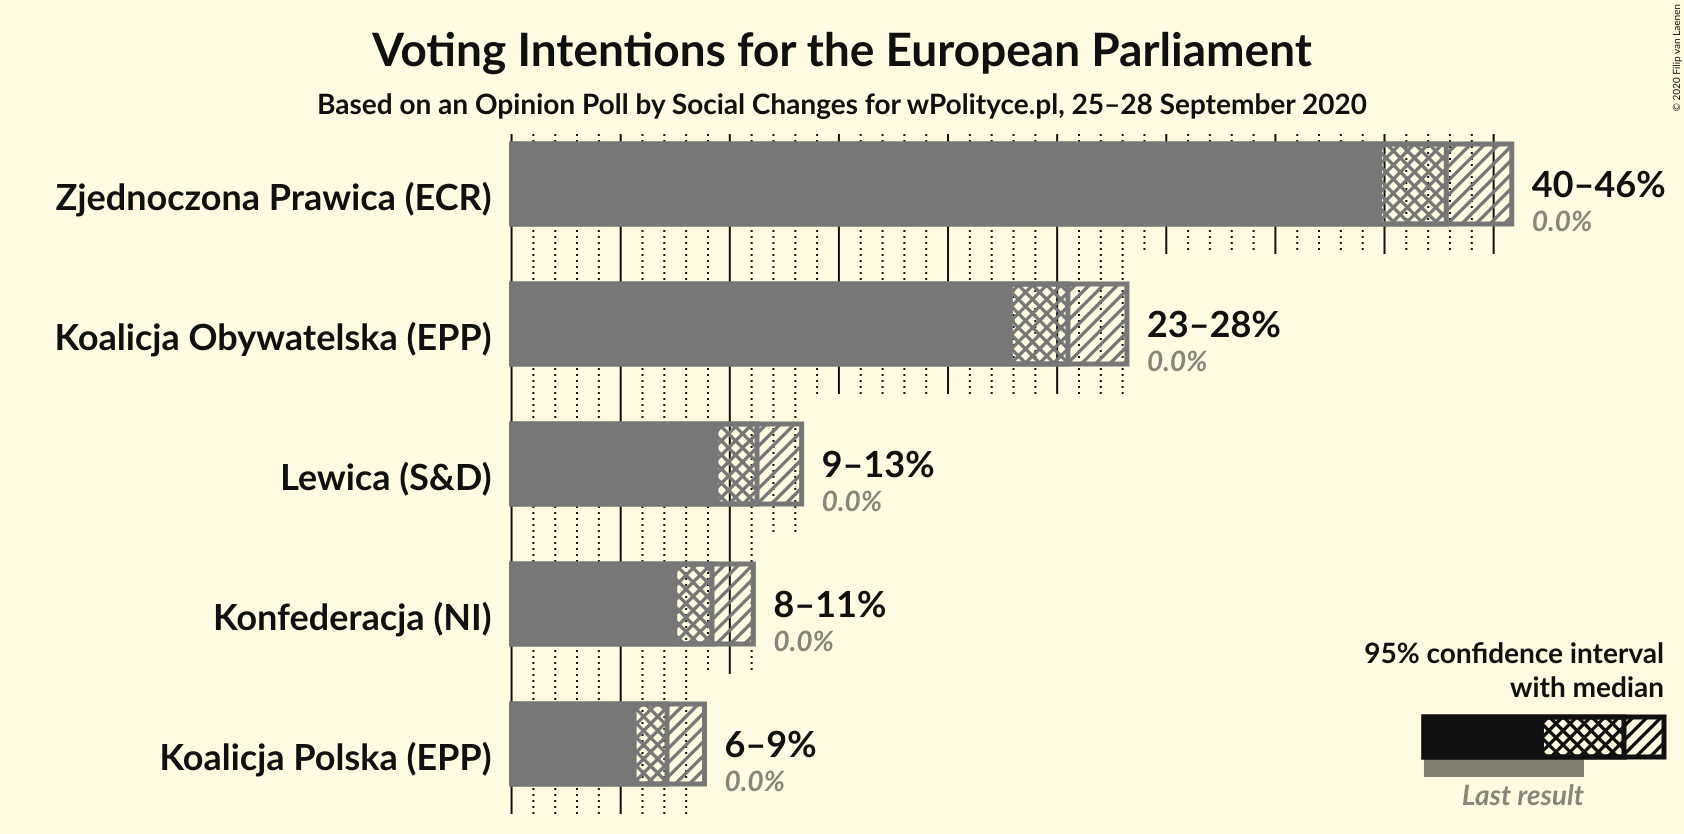 Voting Intentions for the European Parliament
Based on an Opinion Poll by Social Changes for wPolityce.pl, 25–28 September 2020
© 2020 Filip van Laenen
Zjednoczona Prawica (ECR)
40–46%
0.0%
Koalicja Obywatelska (EPP)
23–28%
0.0%
Lewica (S&D)
9–13%
0.0%
Konfederacja (NI)
8–11%
0.0%
Koalicja Polska (EPP)
6–9%
0.0%
95% confidence interval
with median
Last result